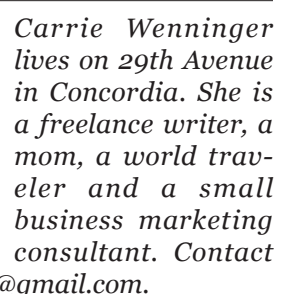 Carrie Wenninger
lives on 29th Avenue
in Concordia. She is
a freelance writer, a
mom, a world trav-
eler and a small
business marketing
consultant. Contact
@gmail.com.